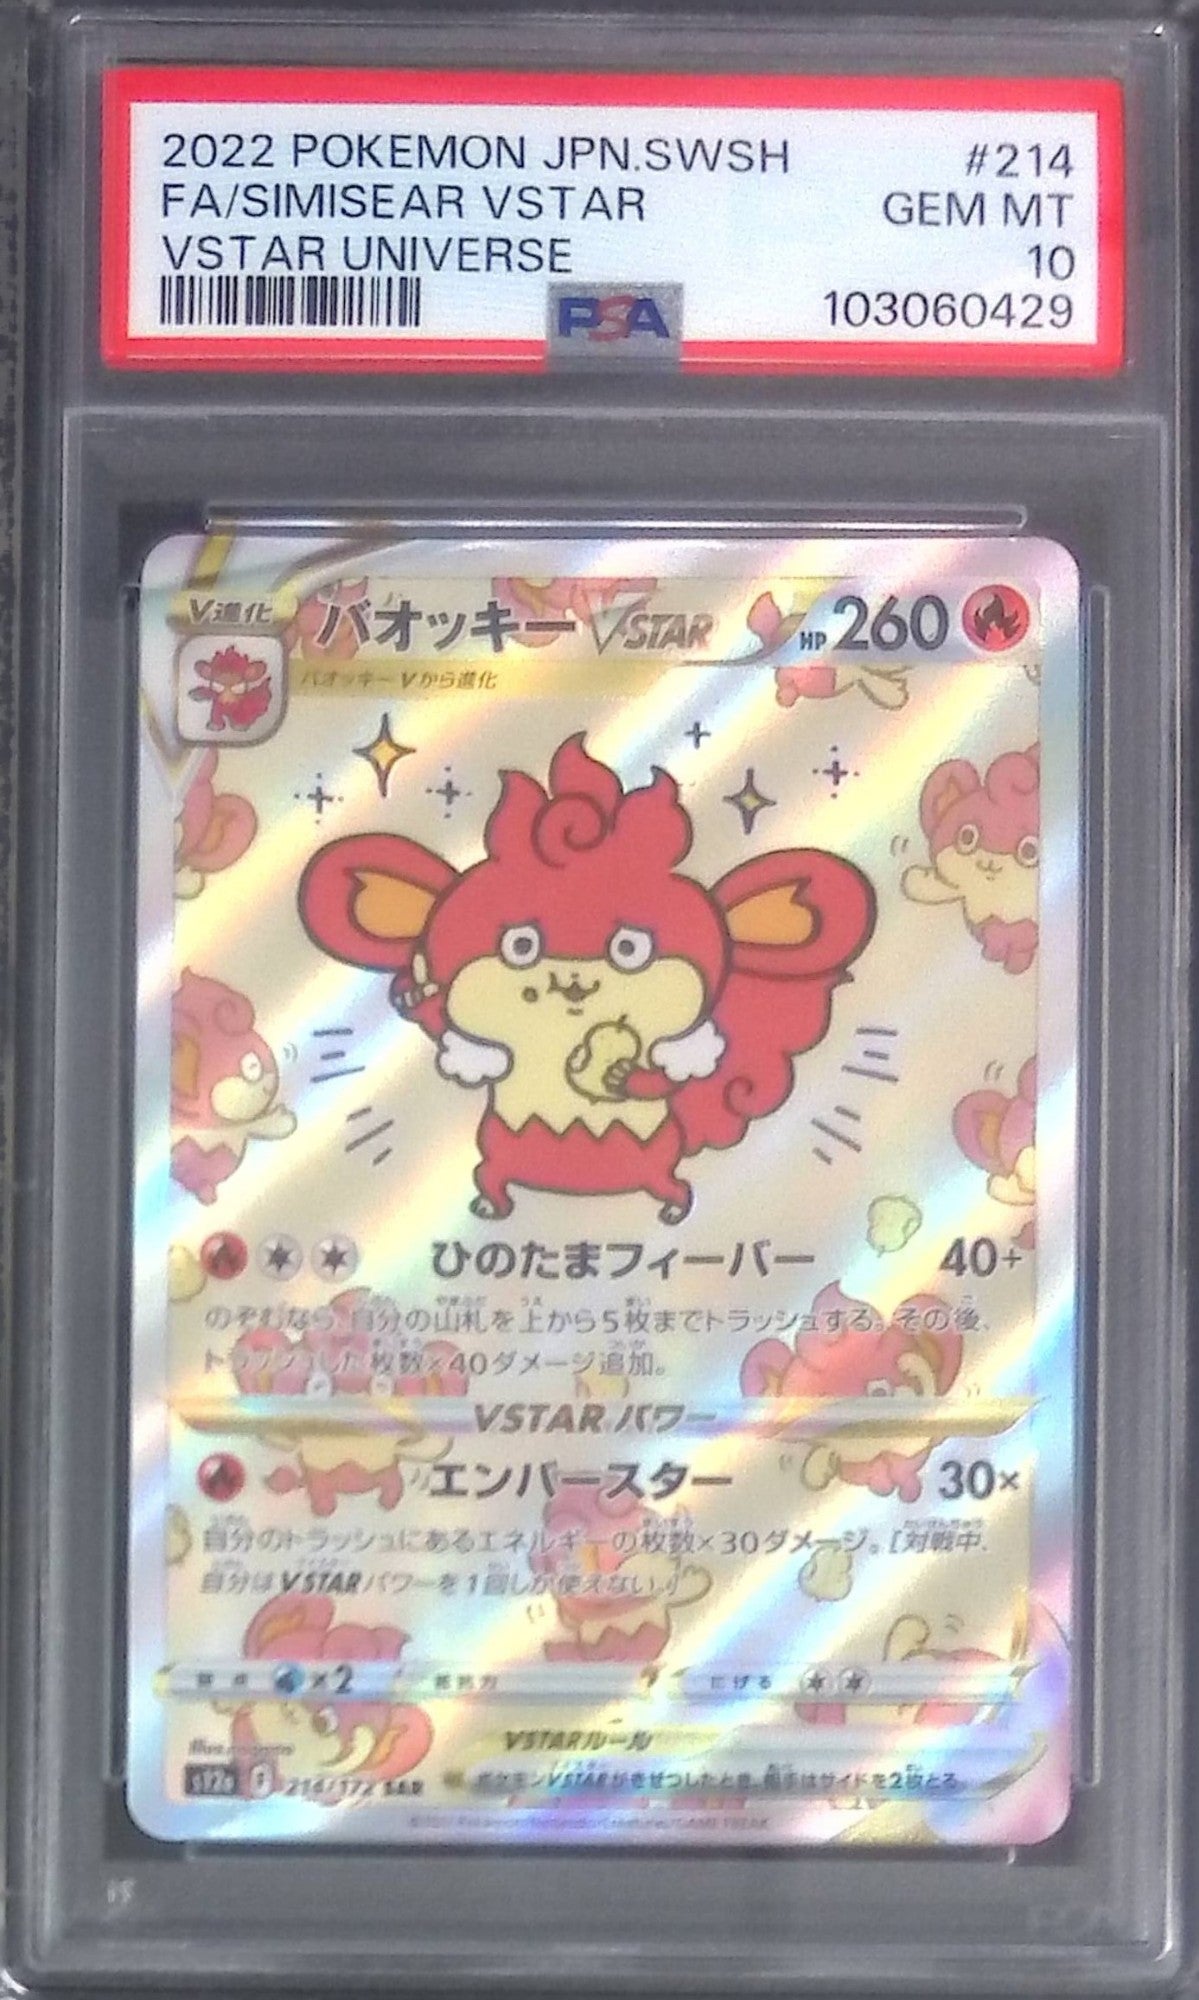 2022 POKEMON JPN.SWSH #214
FA/SIMISEAR VSTAR GEM MT
VSTAR UNIVERSE 10
PSA 103060429
V進化
バオッキー VSTAR HP 260
バオッキーVから進化
ひのたまフィーバー 40+
のぞむなら、自分の山札を上から5枚までトラッシュする。その後、
トラッシュした枚数×40ダメージ追加。
VSTARパワー
エンバースター 30×
自分のトラッシュにあるエネルギーの枚数×30ダメージ。[対戦中、
自分はVSTARパワーを1回しか使えない。]
弱点 ×2 抵抗力 にげる
VSTARルール
s12a F 214/172 SAR ポケモンVSTARがきぜつしたとき、相手はサイドを2枚とる。